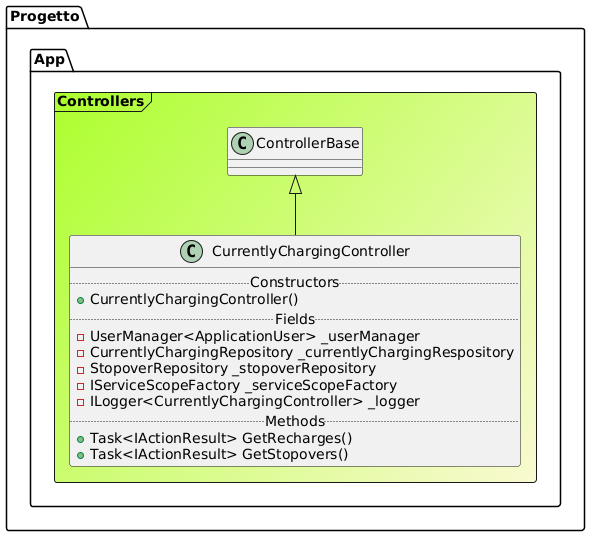 Progetto
App
Controllers
C ControllerBase
C CurrentlyChargingController
Constructors
CurrentlyChargingController()
Fields
UserManager<ApplicationUser> _userManager
CurrentlyChargingRepository _currentlyChargingRespository
StopoverRepository _stopoverRepository
IServiceScopeFactory _serviceScopeFactory
ILogger<CurrentlyChargingController> _logger
Methods
Task<IActionResult> GetRecharges()
Task<IActionResult> GetStopovers()